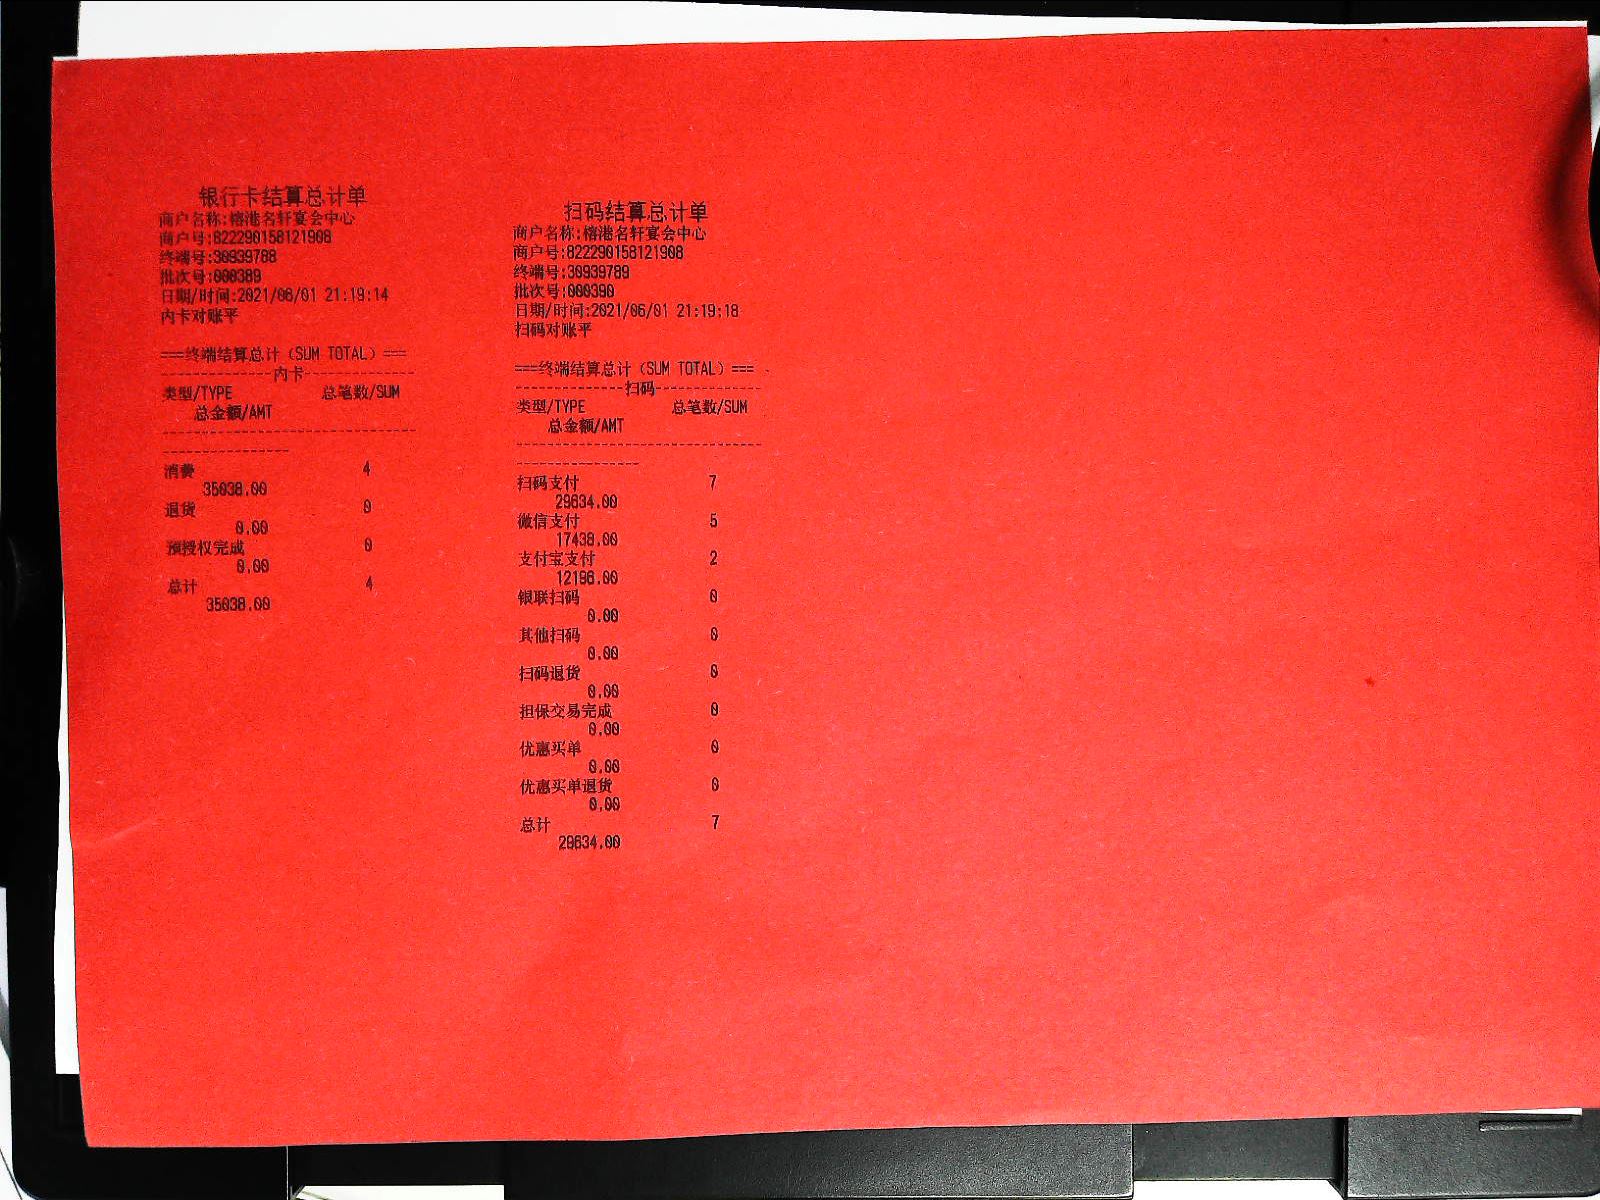 银行卡结算总计单
商户名称:榕港名轩宴会中心
商户号:822290158121908
终端号:30939789
批次号:000389
日期/时间:2021/06/01 21:19:14
内卡对账平
===终端结算总计（SUM TOTAL）===
----------------内卡----------------
类型/TYPE 总笔数/SUM
总金额/AMT
消费 4
35038.00
退货 0
0.00
预授权完成 0
0.00
总计 4
35038.00
扫码结算总计单
商户名称:榕港名轩宴会中心
商户号:822290158121908
终端号:30939789
批次号:000390
日期/时间:2021/06/01 21:19:18
扫码对账平
===终端结算总计（SUM TOTAL）===
----------------扫码----------------
类型/TYPE 总笔数/SUM
总金额/AMT
扫码支付 7
29634.00
微信支付 5
17438.00
支付宝支付 2
12196.00
银联扫码 0
0.00
其他扫码 0
0.00
扫码退货 0
0.00
担保交易完成 0
0.00
优惠买单 0
0.00
优惠买单退货 0
0.00
总计 7
29634.00